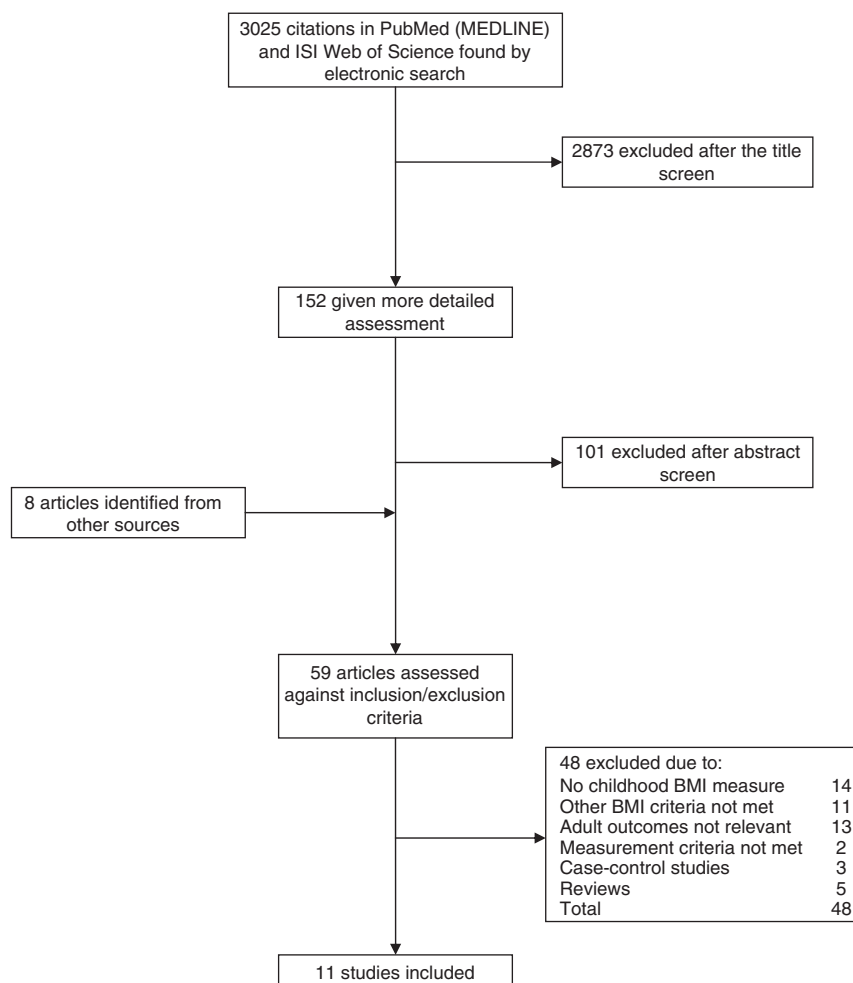 3025 citations in PubMed (MEDLINE)
and ISI Web of Science found by
electronic search
2873 excluded after the title
screen
152 given more detailed
assessment
101 excluded after abstract
screen
8 articles identified from
other sources
59 articles assessed
against inclusion/exclusion
criteria
48 excluded due to:
No childhood BMI measure 14
Other BMI criteria not met 11
Adult outcomes not relevant 13
Measurement criteria not met 2
Case-control studies 3
Reviews 5
Total 48
11 studies included